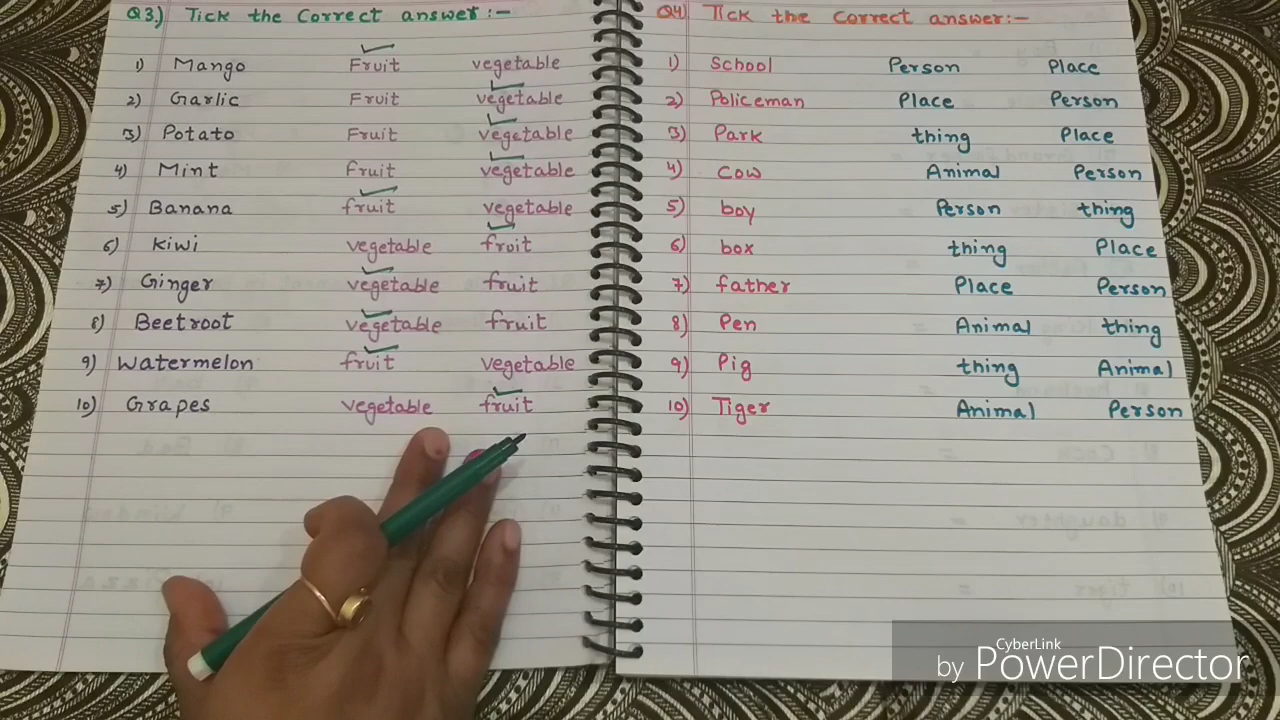 Q3.) Tick the correct answer :-
1) Mango Fruit vegetable
2) Garlic Fruit vegetable
3) Potato Fruit vegetable
4) Mint Fruit vegetable
5) Banana fruit vegetable
6) Kiwi vegetable fruit
7) Ginger vegetable fruit
8) Beetroot vegetable fruit
9) Watermelon fruit vegetable
10) Grapes vegetable fruit
Q4) Tick the correct answer:-
1) School Person Place
2) Policeman Place Person
3) Park thing Place
4) Cow Animal Person
5) boy Person thing
6) box thing Place
7) father Place Person
8) Pen Animal thing
9) Pig thing Animal
10) Tiger Animal Person
CyberLink
by PowerDirector